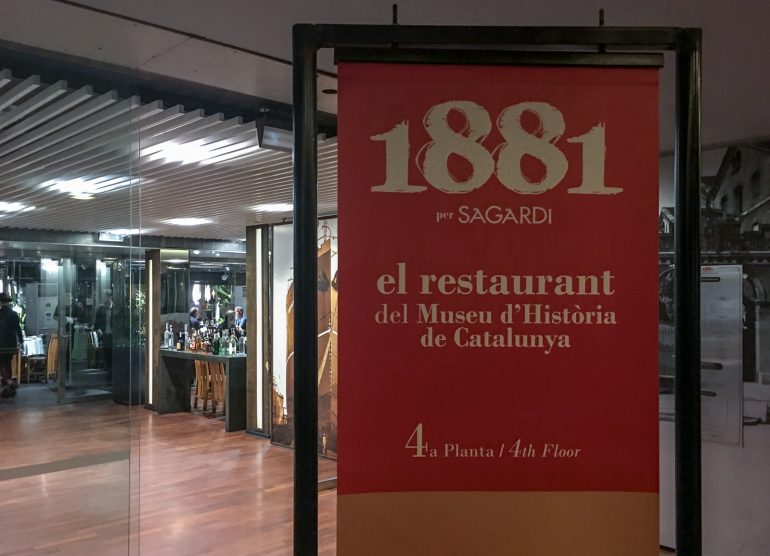 1881
per SAGARDI
el restaurant
del Museu d'Història
de Catalunya
4a Planta / 4th Floor